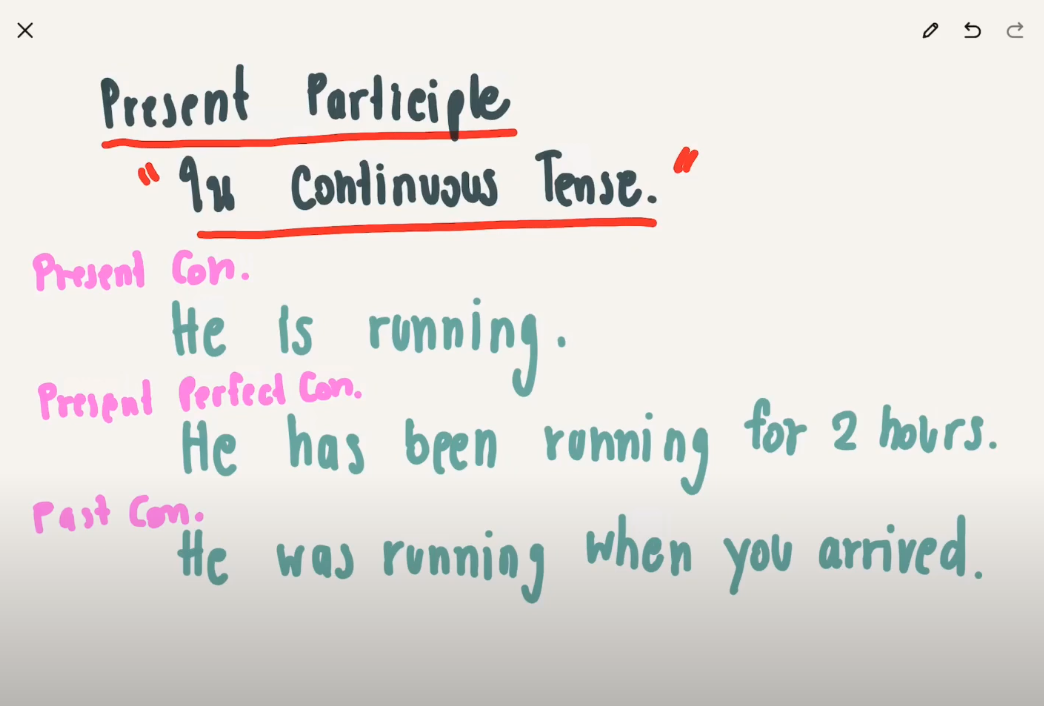 Present Participle
"ใน Continuous Tense."
Present Con.
He is running.
Present Perfect Con.
He has been running for 2 hours.
Past Con.
He was running when you arrived.